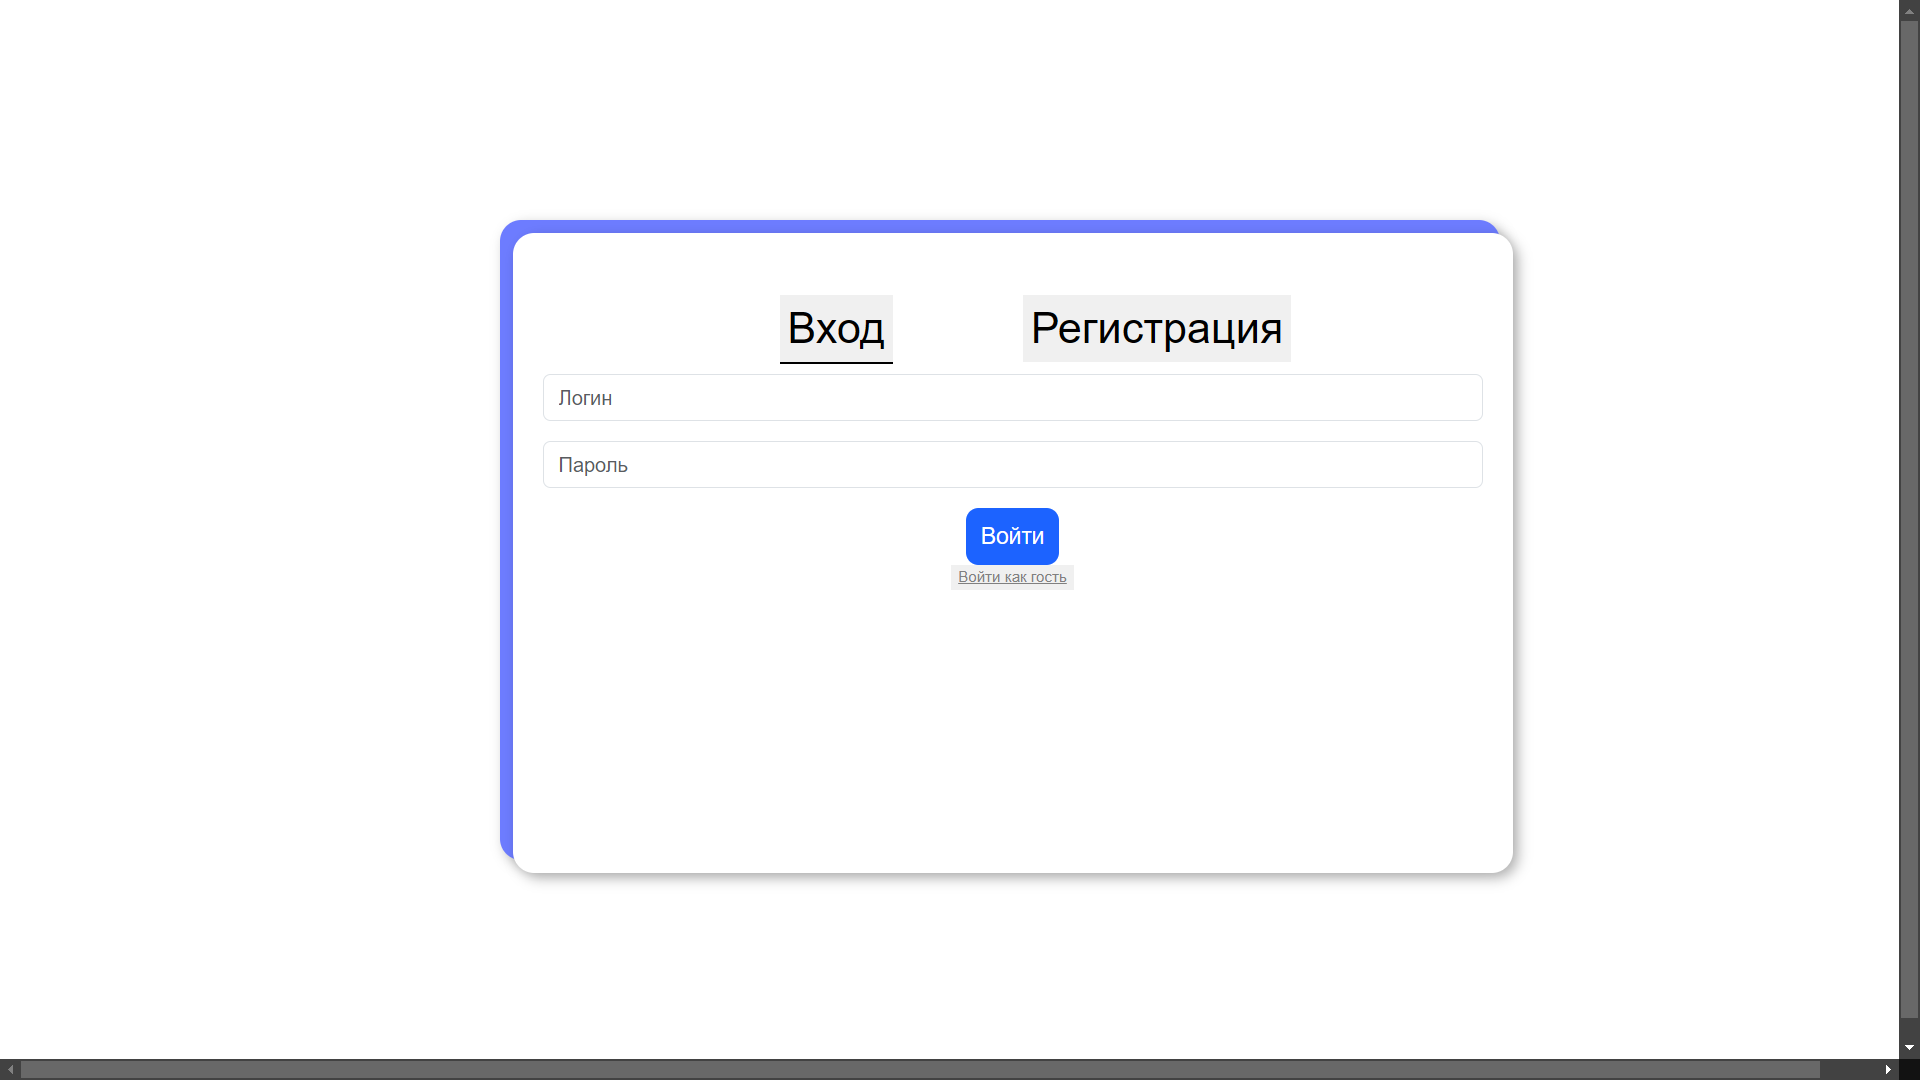 Вход Регистрация
Логин
Пароль
Войти
Войти как гость